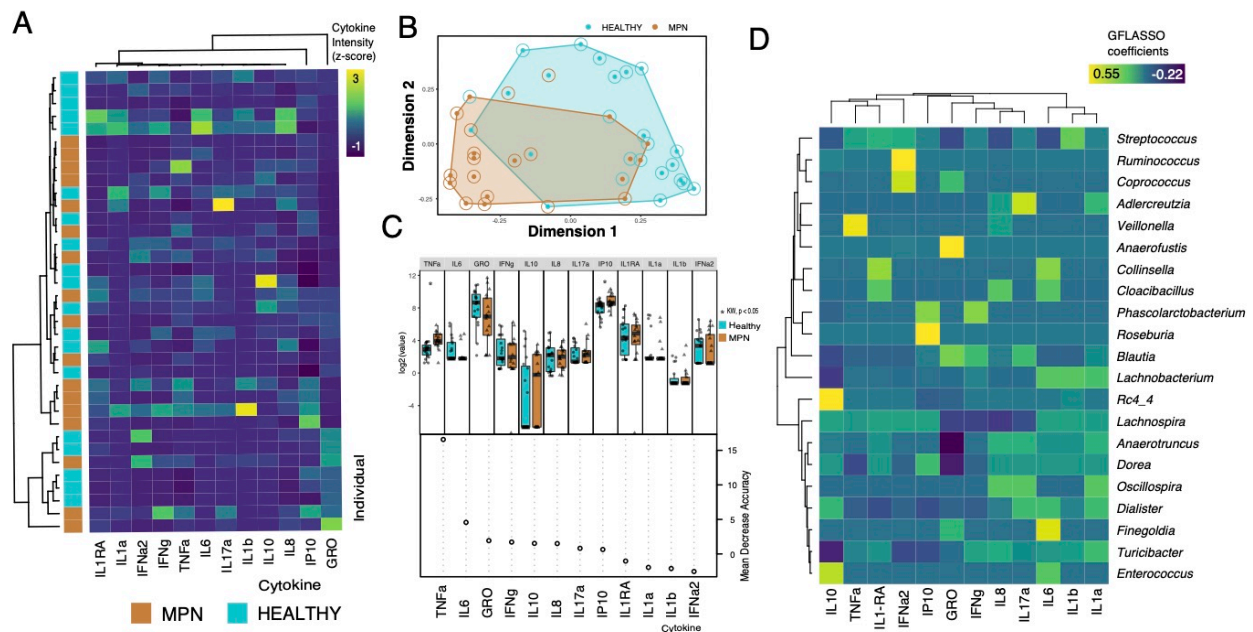 A
Cytokine
Intensity
(z-score)
3
-1
IL1RA
IL1a
IFNa2
IFNg
TNFa
IL6
IL17a
IL1b
IL10
IL8
IP10
GRO
Individual
Cytokine
MPN
HEALTHY
B
HEALTHY
MPN
Dimension 2
0.25
0.00
-0.25
-0.25
0.00
0.25
Dimension 1
C
TNFa IL6 GRO IFNg IL10 IL8 IL17a IP10 IL1RA IL1a IL1b IFNa2
log2(value)
12
8
4
0
-4
* KW, p <0.05
Healthy
MPN
15
10
5
0
Mean Decrease Accuracy
TNFa
IL6
GRO
IFNg
IL10
IL8
IL17a
IP10
IL1RA
IL1a
IL1b
IFNa2
Cytokine
D
GFLASSO
coefficients
0.55 -0.22
Streptococcus
Ruminococcus
Coprococcus
Adlercreutzia
Veillonella
Anaerofustis
Collinsella
Cloacibacillus
Phascolarctobacterium
Roseburia
Blautia
Lachnobacterium
Rc4_4
Lachnospira
Anaerotruncus
Dorea
Oscillospira
Dialister
Finegoldia
Turicibacter
Enterococcus
IL10
TNFa
IL1-RA
IFNa2
IP10
GRO
IFNg
IL8
IL17a
IL6
IL1b
IL1a